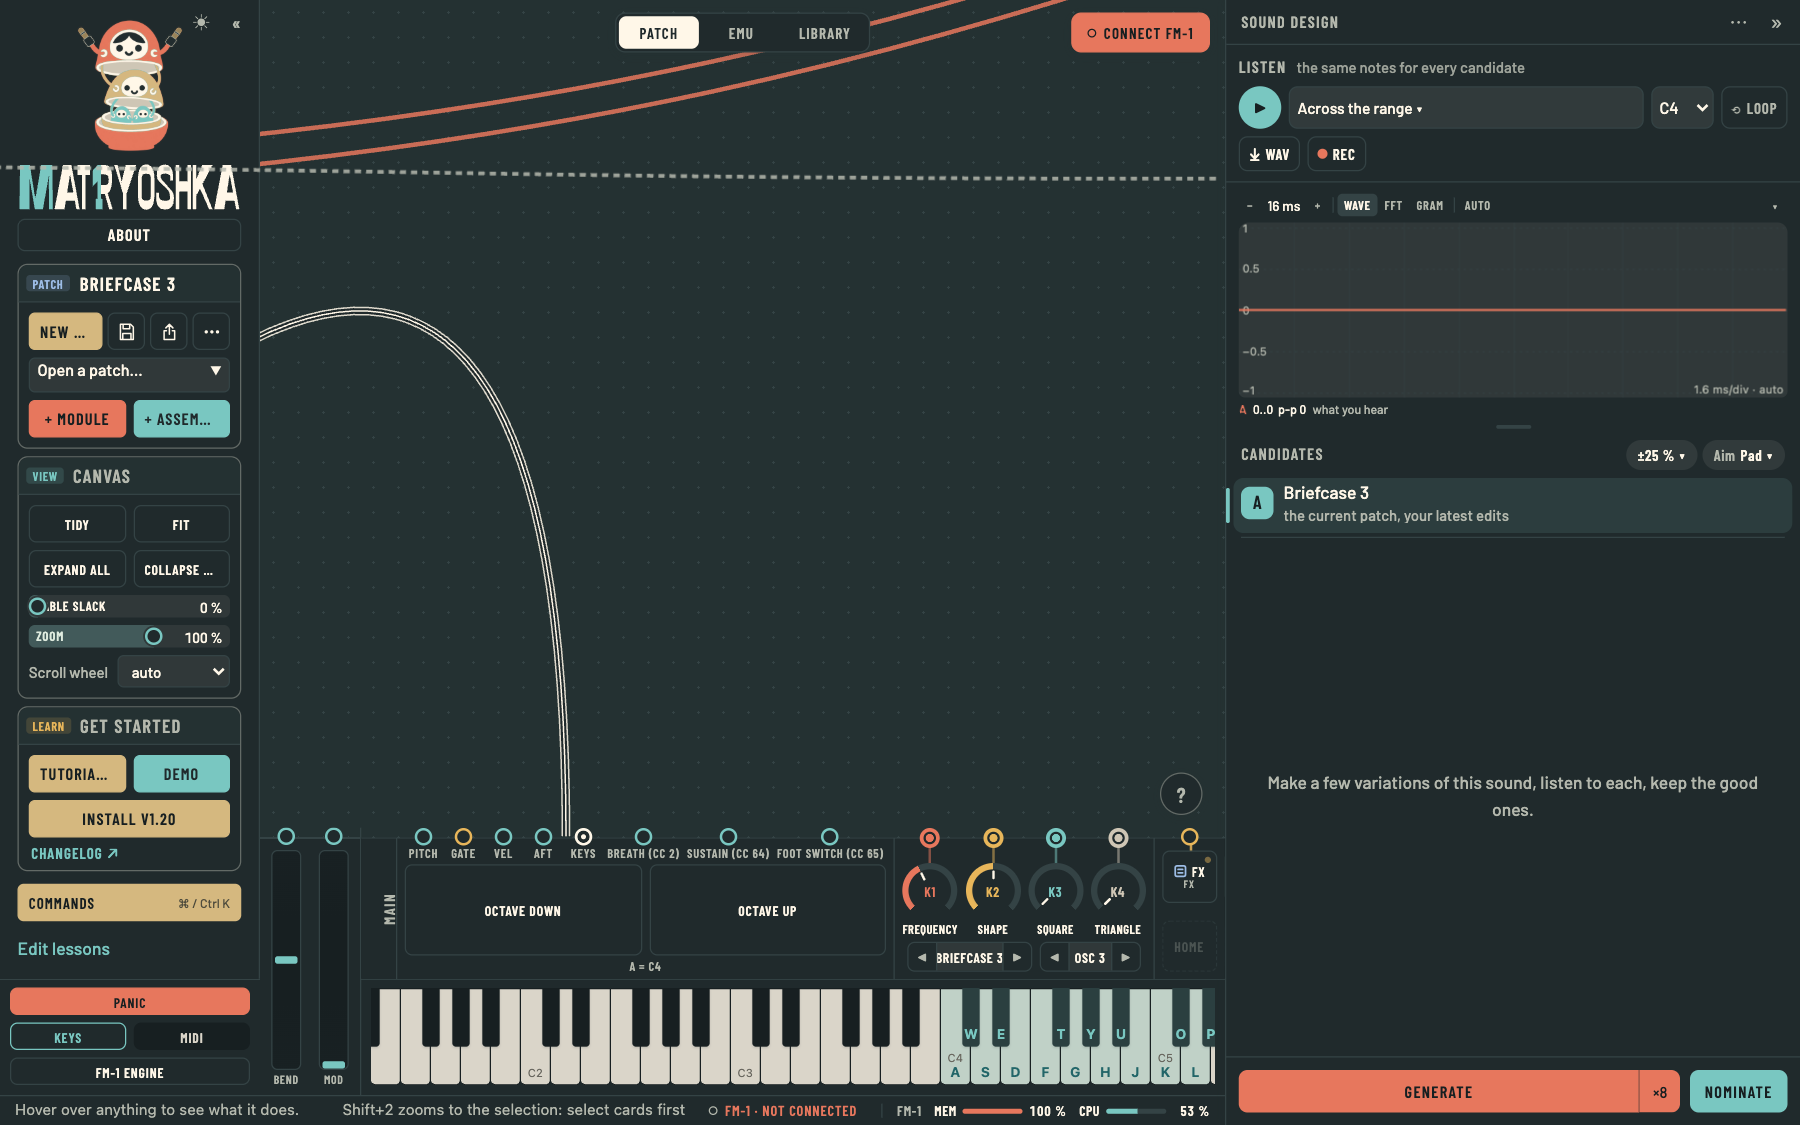 «
MATRYOSHKA
ABOUT
PATCH BRIEFCASE 3
NEW ...
Open a patch...
+ MODULE
+ ASSEM...
VIEW CANVAS
TIDY
FIT
EXPAND ALL
COLLAPSE ...
BLE SLACK 0 %
ZOOM 100 %
Scroll wheel auto
LEARN GET STARTED
TUTORIA...
DEMO
INSTALL V1.20
CHANGELOG ↗
COMMANDS ⌘ / Ctrl K
Edit lessons
PANIC
KEYS
MIDI
FM-1 ENGINE
PATCH
EMU
LIBRARY
CONNECT FM-1
?
PITCH
GATE
VEL
AFT
KEYS
BREATH (CC 2)
SUSTAIN (CC 64)
FOOT SWITCH (CC 65)
MAIN
OCTAVE DOWN
OCTAVE UP
A = C4
K1
K2
K3
K4
FREQUENCY
SHAPE
SQUARE
TRIANGLE
◀ BRIEFCASE 3 ▶
◀ OSC 3 ▶
FX
FX
HOME
BEND
MOD
W E T Y U O P
C4 C5
C2 C3 A S D F G H J K L
SOUND DESIGN ... »
LISTEN the same notes for every candidate
Across the range ▾
C4
LOOP
WAV
REC
− 16 ms +
WAVE FFT GRAM AUTO
1
0.5
0
−0.5
−1
1.6 ms/div · auto
A 0..0 p-p 0 what you hear
CANDIDATES
±25 % ▾
Aim Pad ▾
A
Briefcase 3
the current patch, your latest edits
Make a few variations of this sound, listen to each, keep the good
ones.
GENERATE ×8
NOMINATE
Hover over anything to see what it does.
Shift+2 zooms to the selection: select cards first
FM-1 · NOT CONNECTED
FM-1 MEM 100 % CPU 53 %